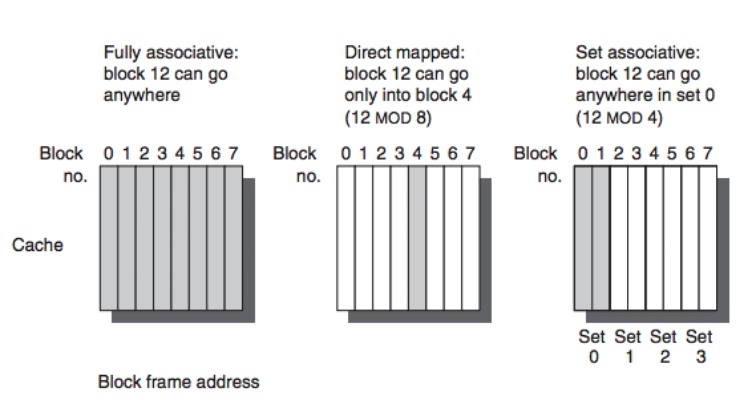 Fully associative:
block 12 can go
anywhere
Direct mapped:
block 12 can go
only into block 4
(12 MOD 8)
Set associative:
block 12 can go
anywhere in set 0
(12 MOD 4)
Block no.
0 1 2 3 4 5 6 7
Block no.
0 1 2 3 4 5 6 7
Block no.
0 1 2 3 4 5 6 7
Cache
Set 0
Set 1
Set 2
Set 3
Block frame address